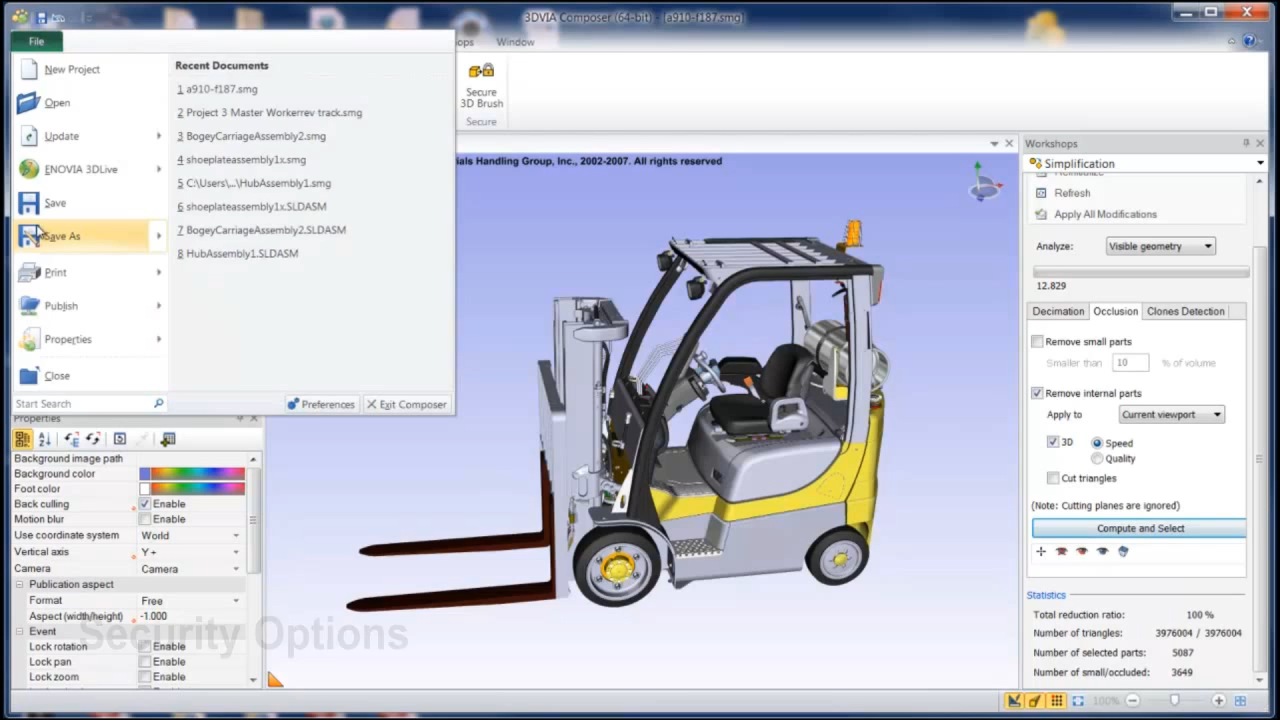 3DVIA Composer (64-bit) - [a910-f187.smg]
File
ops Window
New Project
Open
Update
ENOVIA 3DLive
Save
Save As
Print
Publish
Properties
Close
Start Search
Recent Documents
1 a910-f187.smg
2 Project 3 Master Workerrev track.smg
3 BogeyCarriageAssembly2.smg
4 shoeplateassembly1x.smg
5 C:\Users\...\HubAssembly1.smg
6 shoeplateassembly1x.SLDASM
7 BogeyCarriageAssembly2.SLDASM
8 HubAssembly1.SLDASM
Preferences
Exit Composer
Secure
3D Brush
Secure
ials Handling Group, Inc., 2002-2007. All rights reserved
Properties
Background image path
Background color
Foot color
Back culling Enable
Motion blur Enable
Use coordinate system World
Vertical axis Y +
Camera Camera
Publication aspect
Format Free
Aspect (width/height) -1.000
Event
Lock rotation Enable
Lock pan Enable
Lock zoom Enable
Security Options
Workshops
Simplification
Refresh
Apply All Modifications
Analyze: Visible geometry
12.829
Decimation Occlusion Clones Detection
Remove small parts
Smaller than 10 % of volume
Remove internal parts
Apply to Current viewport
3D Speed
Quality
Cut triangles
(Note: Cutting planes are ignored)
Compute and Select
Statistics
Total reduction ratio: 100 %
Number of triangles: 3976004 / 3976004
Number of selected parts: 5087
Number of small/occluded: 3649
100%